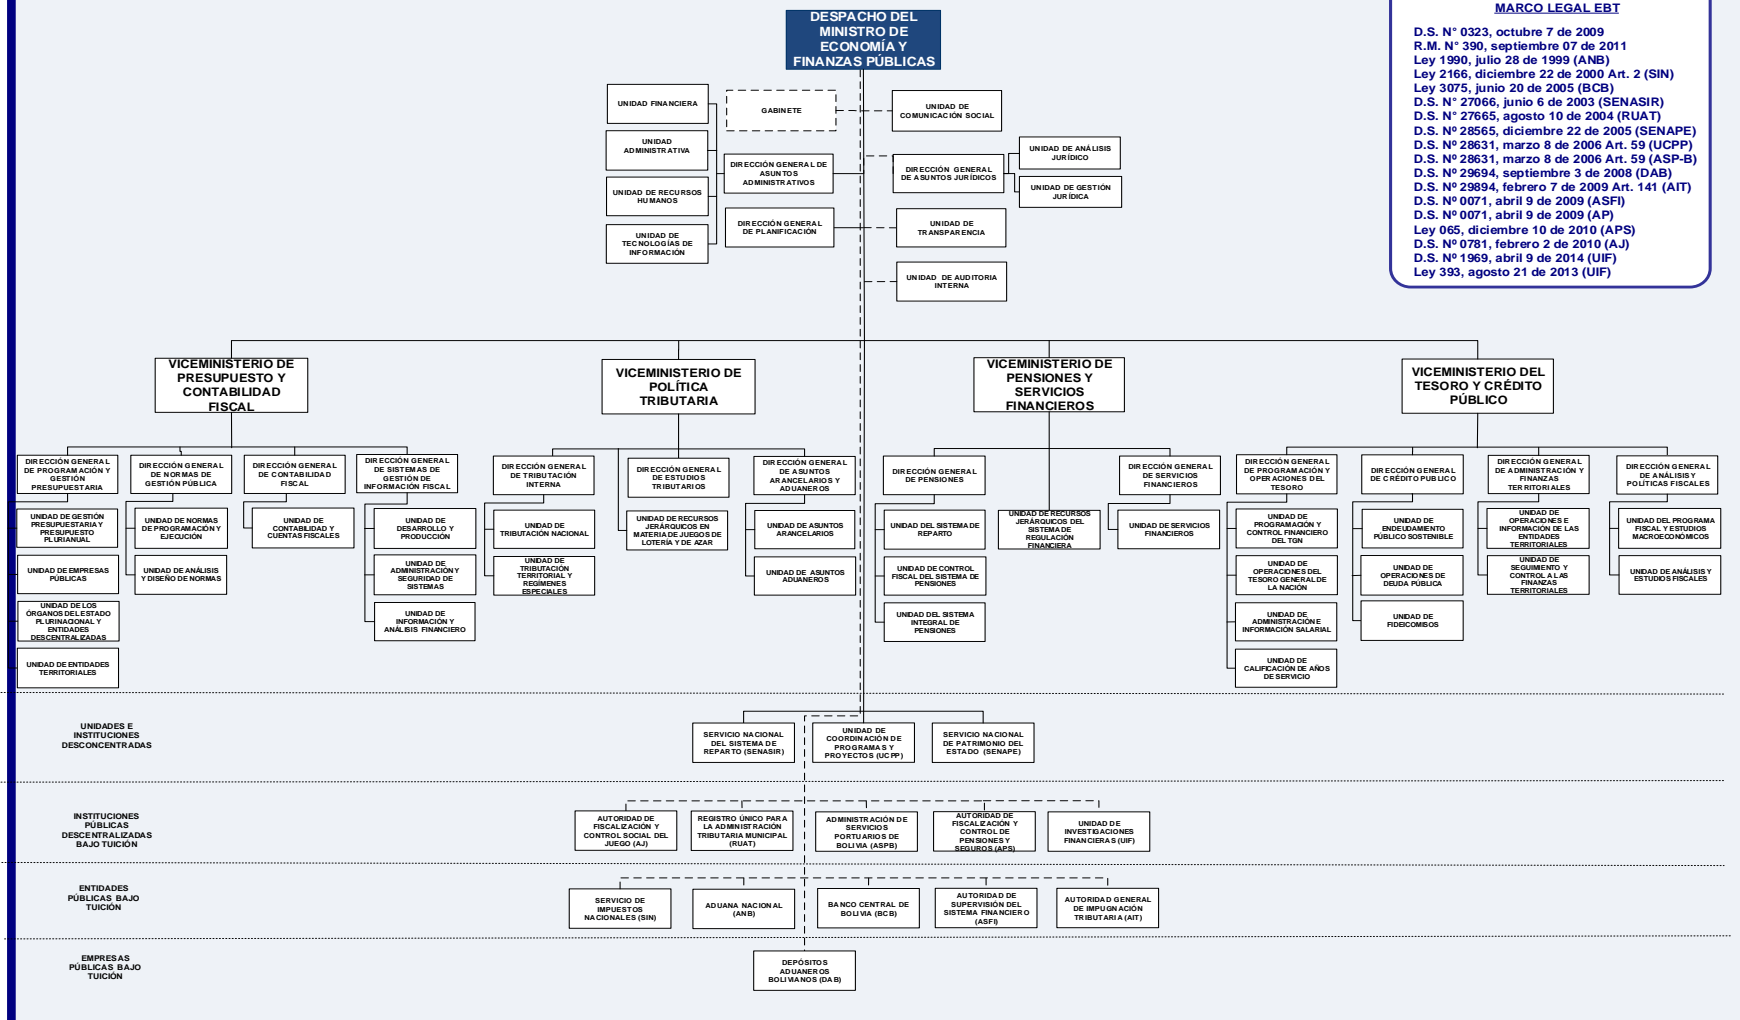 DESPACHO DEL
MINISTRO DE
ECONOMÍA Y
FINANZAS PÚBLICAS
MARCO LEGAL EBT
D.S. N° 0323, octubre 7 de 2009
R.M. N° 390, septiembre 07 de 2011
Ley 1990, julio 28 de 1999 (ANB)
Ley 2166, diciembre 22 de 2000 Art. 2 (SIN)
Ley 3075, junio 20 de 2005 (BCB)
D.S. N° 27066, junio 6 de 2003 (SENASIR)
D.S. N° 27665, agosto 10 de 2004 (RUAT)
D.S. Nº 28565, diciembre 22 de 2005 (SENAPE)
D.S. Nº 28631, marzo 8 de 2006 Art. 59 (UCPP)
D.S. Nº 28631, marzo 8 de 2006 Art. 59 (ASP-B)
D.S. Nº 29694, septiembre 3 de 2008 (DAB)
D.S. Nº 29894, febrero 7 de 2009 Art. 141 (AIT)
D.S. Nº 0071, abril 9 de 2009 (ASFI)
D.S. Nº 0071, abril 9 de 2009 (AP)
Ley 065, diciembre 10 de 2010 (APS)
D.S. Nº 0781, febrero 2 de 2010 (AJ)
D.S. Nº 1969, abril 9 de 2014 (UIF)
Ley 393, agosto 21 de 2013 (UIF)
UNIDAD FINANCIERA
GABINETE
UNIDAD DE
COMUNICACIÓN SOCIAL
UNIDAD
ADMINISTRATIVA
DIRECCIÓN GENERAL DE
ASUNTOS
ADMINISTRATIVOS
DIRECCIÓN GENERAL
DE ASUNTOS JURÍDICOS
UNIDAD DE ANÁLISIS
JURÍDICO
UNIDAD DE GESTIÓN
JURÍDICA
UNIDAD DE RECURSOS
HUMANOS
DIRECCIÓN GENERAL
DE PLANIFICACIÓN
UNIDAD DE
TRANSPARENCIA
UNIDAD DE
TECNOLOGÍAS DE
INFORMACIÓN
UNIDAD DE AUDITORIA
INTERNA
VICEMINISTERIO DE
PRESUPUESTO Y
CONTABILIDAD
FISCAL
VICEMINISTERIO DE
POLÍTICA
TRIBUTARIA
VICEMINISTERIO DE
PENSIONES Y
SERVICIOS
FINANCIEROS
VICEMINISTERIO DEL
TESORO Y CRÉDITO
PÚBLICO
DIRECCIÓN GENERAL
DE PROGRAMACIÓN Y
GESTIÓN
PRESUPUESTARIA
DIRECCIÓN GENERAL
DE NORMAS DE
GESTIÓN PÚBLICA
DIRECCIÓN GENERAL
DE CONTABILIDAD
FISCAL
DIRECCIÓN GENERAL
DE SISTEMAS DE
GESTIÓN DE
INFORMACIÓN FISCAL
DIRECCIÓN GENERAL
DE TRIBUTACIÓN
INTERNA
DIRECCIÓN GENERAL
DE ESTUDIOS
TRIBUTARIOS
DIRECCIÓN GENERAL
DE ASUNTOS
ARANCELARIOS Y
ADUANEROS
DIRECCIÓN GENERAL
DE PENSIONES
DIRECCIÓN GENERAL
DE SERVICIOS
FINANCIEROS
DIRECCIÓN GENERAL
DE PROGRAMACIÓN Y
OPERACIONES DEL
TESORO
DIRECCIÓN GENERAL
DE CRÉDITO PUBLICO
DIRECCIÓN GENERAL
DE ADMINISTRACIÓN Y
FINANZAS
TERRITORIALES
DIRECCIÓN GENERAL
DE ANÁLISIS Y
POLÍTICAS FISCALES
UNIDAD DE GESTIÓN
PRESUPUESTARIA Y
PRESUPUESTO
PLURIANUAL
UNIDAD DE NORMAS
DE PROGRAMACIÓN Y
EJECUCIÓN
UNIDAD DE
CONTABILIDAD Y
CUENTAS FISCALES
UNIDAD DE
DESARROLLO Y
PRODUCCIÓN
UNIDAD DE
TRIBUTACIÓN NACIONAL
UNIDAD DE RECURSOS
JERÁRQUICOS EN
MATERIA DE JUEGOS DE
LOTERÍA Y DE AZAR
UNIDAD DE ASUNTOS
ARANCELARIOS
UNIDAD DEL SISTEMA DE
REPARTO
UNIDAD DE RECURSOS
JERÁRQUICOS DEL
SISTEMA DE
REGULACIÓN
FINANCIERA
UNIDAD DE SERVICIOS
FINANCIEROS
UNIDAD DE
PROGRAMACIÓN Y
CONTROL FINANCIERO
DEL TGN
UNIDAD DE
ENDEUDAMIENTO
PÚBLICO SOSTENIBLE
UNIDAD DE
OPERACIONES E
INFORMACIÓN DE LAS
ENTIDADES
TERRITORIALES
UNIDAD DEL PROGRAMA
FISCAL Y ESTUDIOS
MACROECONÓMICOS
UNIDAD DE EMPRESAS
PÚBLICAS
UNIDAD DE ANÁLISIS
Y DISEÑO DE NORMAS
UNIDAD DE
ADMINISTRACIÓN Y
SEGURIDAD DE
SISTEMAS
UNIDAD DE
TRIBUTACIÓN
TERRITORIAL Y
REGÍMENES
ESPECIALES
UNIDAD DE ASUNTOS
ADUANEROS
UNIDAD DE CONTROL
FISCAL DEL SISTEMA DE
PENSIONES
UNIDAD DE
OPERACIONES DEL
TESORO GENERAL DE
LA NACIÓN
UNIDAD DE
OPERACIONES DE
DEUDA PÚBLICA
UNIDAD DE
SEGUIMIENTO Y
CONTROL A LAS
FINANZAS
TERRITORIALES
UNIDAD DE ANÁLISIS Y
ESTUDIOS FISCALES
UNIDAD DE LOS
ÓRGANOS DEL ESTADO
PLURINACIONAL Y
ENTIDADES
DESCENTRALIZADAS
UNIDAD DE
INFORMACIÓN Y
ANÁLISIS FINANCIERO
UNIDAD DEL SISTEMA
INTEGRAL DE
PENSIONES
UNIDAD DE
ADMINISTRACIÓN E
INFORMACIÓN SALARIAL
UNIDAD DE
FIDEICOMISOS
UNIDAD DE ENTIDADES
TERRITORIALES
UNIDAD DE
CALIFICACIÓN DE AÑOS
DE SERVICIO
UNIDADES E
INSTITUCIONES
DESCONCENTRADAS
SERVICIO NACIONAL
DEL SISTEMA DE
REPARTO (SENASIR)
UNIDAD DE
COORDINACIÓN DE
PROGRAMAS Y
PROYECTOS (UCPP)
SERVICIO NACIONAL
DE PATRIMONIO DEL
ESTADO (SENAPE)
INSTITUCIONES
PÚBLICAS
DESCENTRALIZADAS
BAJO TUICIÓN
AUTORIDAD DE
FISCALIZACIÓN Y
CONTROL SOCIAL DEL
JUEGO (AJ)
REGISTRO ÚNICO PARA
LA ADMINISTRACIÓN
TRIBUTARIA MUNICIPAL
(RUAT)
ADMINISTRACIÓN DE
SERVICIOS
PORTUARIOS DE
BOLIVIA (ASPB)
AUTORIDAD DE
FISCALIZACIÓN Y
CONTROL DE
PENSIONES Y
SEGUROS (APS)
UNIDAD DE
INVESTIGACIONES
FINANCIERAS (UIF)
ENTIDADES
PÚBLICAS BAJO
TUICIÓN
SERVICIO DE
IMPUESTOS
NACIONALES (SIN)
ADUANA NACIONAL
(ANB)
BANCO CENTRAL DE
BOLIVIA (BCB)
AUTORIDAD DE
SUPERVISIÓN DEL
SISTEMA FINANCIERO
(ASFI)
AUTORIDAD GENERAL
DE IMPUGNACIÓN
TRIBUTARIA (AIT)
EMPRESAS
PÚBLICAS BAJO
TUICIÓN
DEPÓSITOS
ADUANEROS
BOLIVIANOS (DAB)